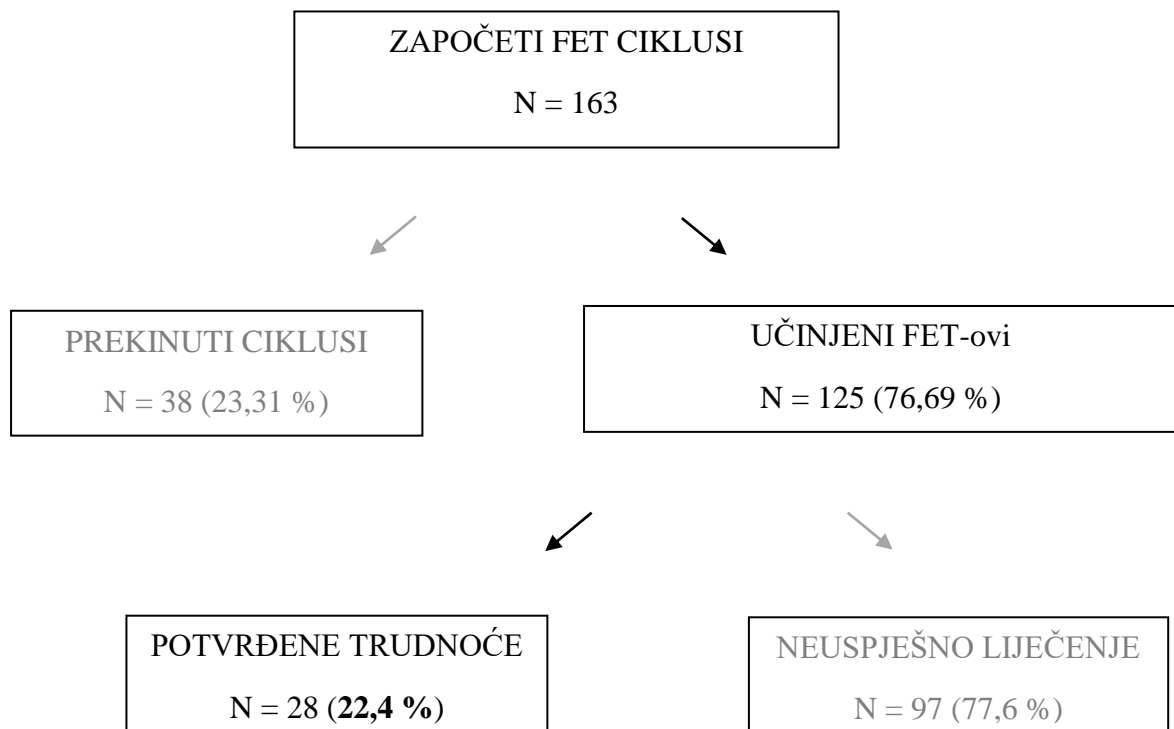 ZAPOČETI FET CIKLUSI
N = 163
PREKINUTI CIKLUSI
N = 38 (23,31 %)
UČINJENI FET-ovi
N = 125 (76,69 %)
POTVRĐENE TRUDNOĆE
N = 28 (22,4 %)
NEUSPJEŠNO LIJEČENJE
N = 97 (77,6 %)